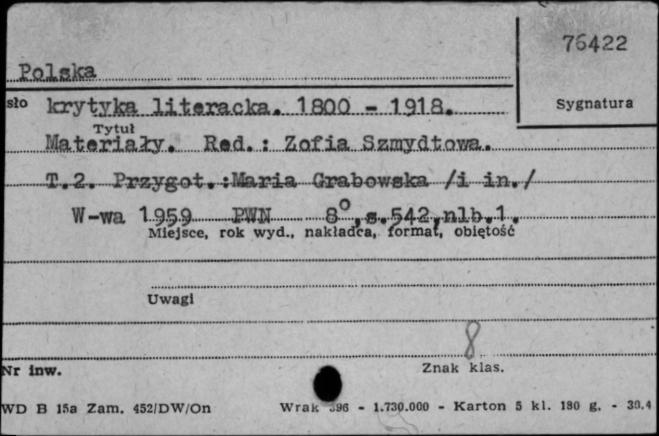 76422
Polska
Sygnatura
sło krytyka literacka. 1800 - 1918.
Tytuł
Materiały. Red.: Zofia Szmydtowa.
T.2. Przygot.:Maria Grabowska /i in./
W-wa 1959 PWN 8°,s.542,nlb.1.
Miejsce, rok wyd., nakładca, format, objętość
Uwagi
8
Nr inw.
Znak klas.
WD B 15a Zam. 452/DW/On Wrak 396 - 1.730.000 - Karton 5 kl. 180 g. - 30.4